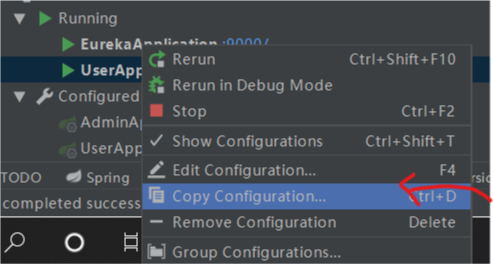 Running
EurekaApplication :9000/
UserApp
Rerun Ctrl+Shift+F10
Rerun in Debug Mode
Stop Ctrl+F2
Configured
Show Configurations Ctrl+Shift+T
AdminAp
UserApp
Edit Configuration... F4
TODO Spring
Copy Configuration... Ctrl+D
completed success
Remove Configuration Delete
Group Configurations...